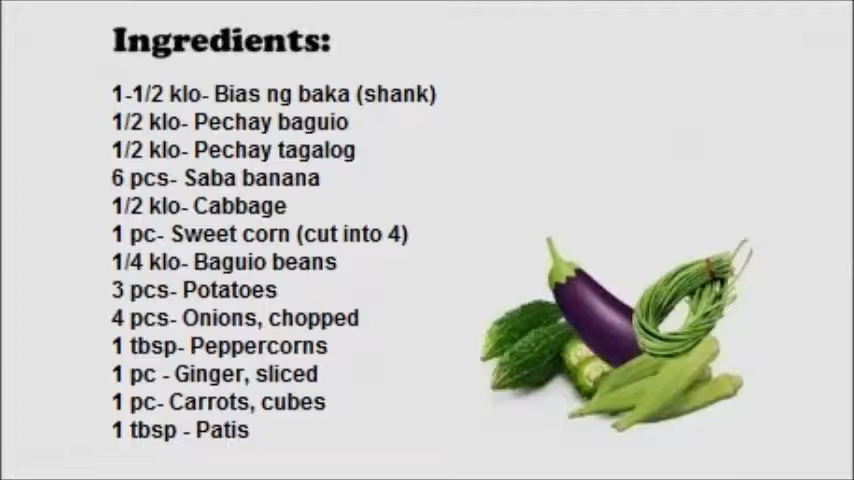 Ingredients:
1-1/2 klo- Bias ng baka (shank)
1/2 klo- Pechay baguio
1/2 klo- Pechay tagalog
6 pcs- Saba banana
1/2 klo- Cabbage
1 pc- Sweet corn (cut into 4)
1/4 klo- Baguio beans
3 pcs- Potatoes
4 pcs- Onions, chopped
1 tbsp- Peppercorns
1 pc - Ginger, sliced
1 pc- Carrots, cubes
1 tbsp - Patis